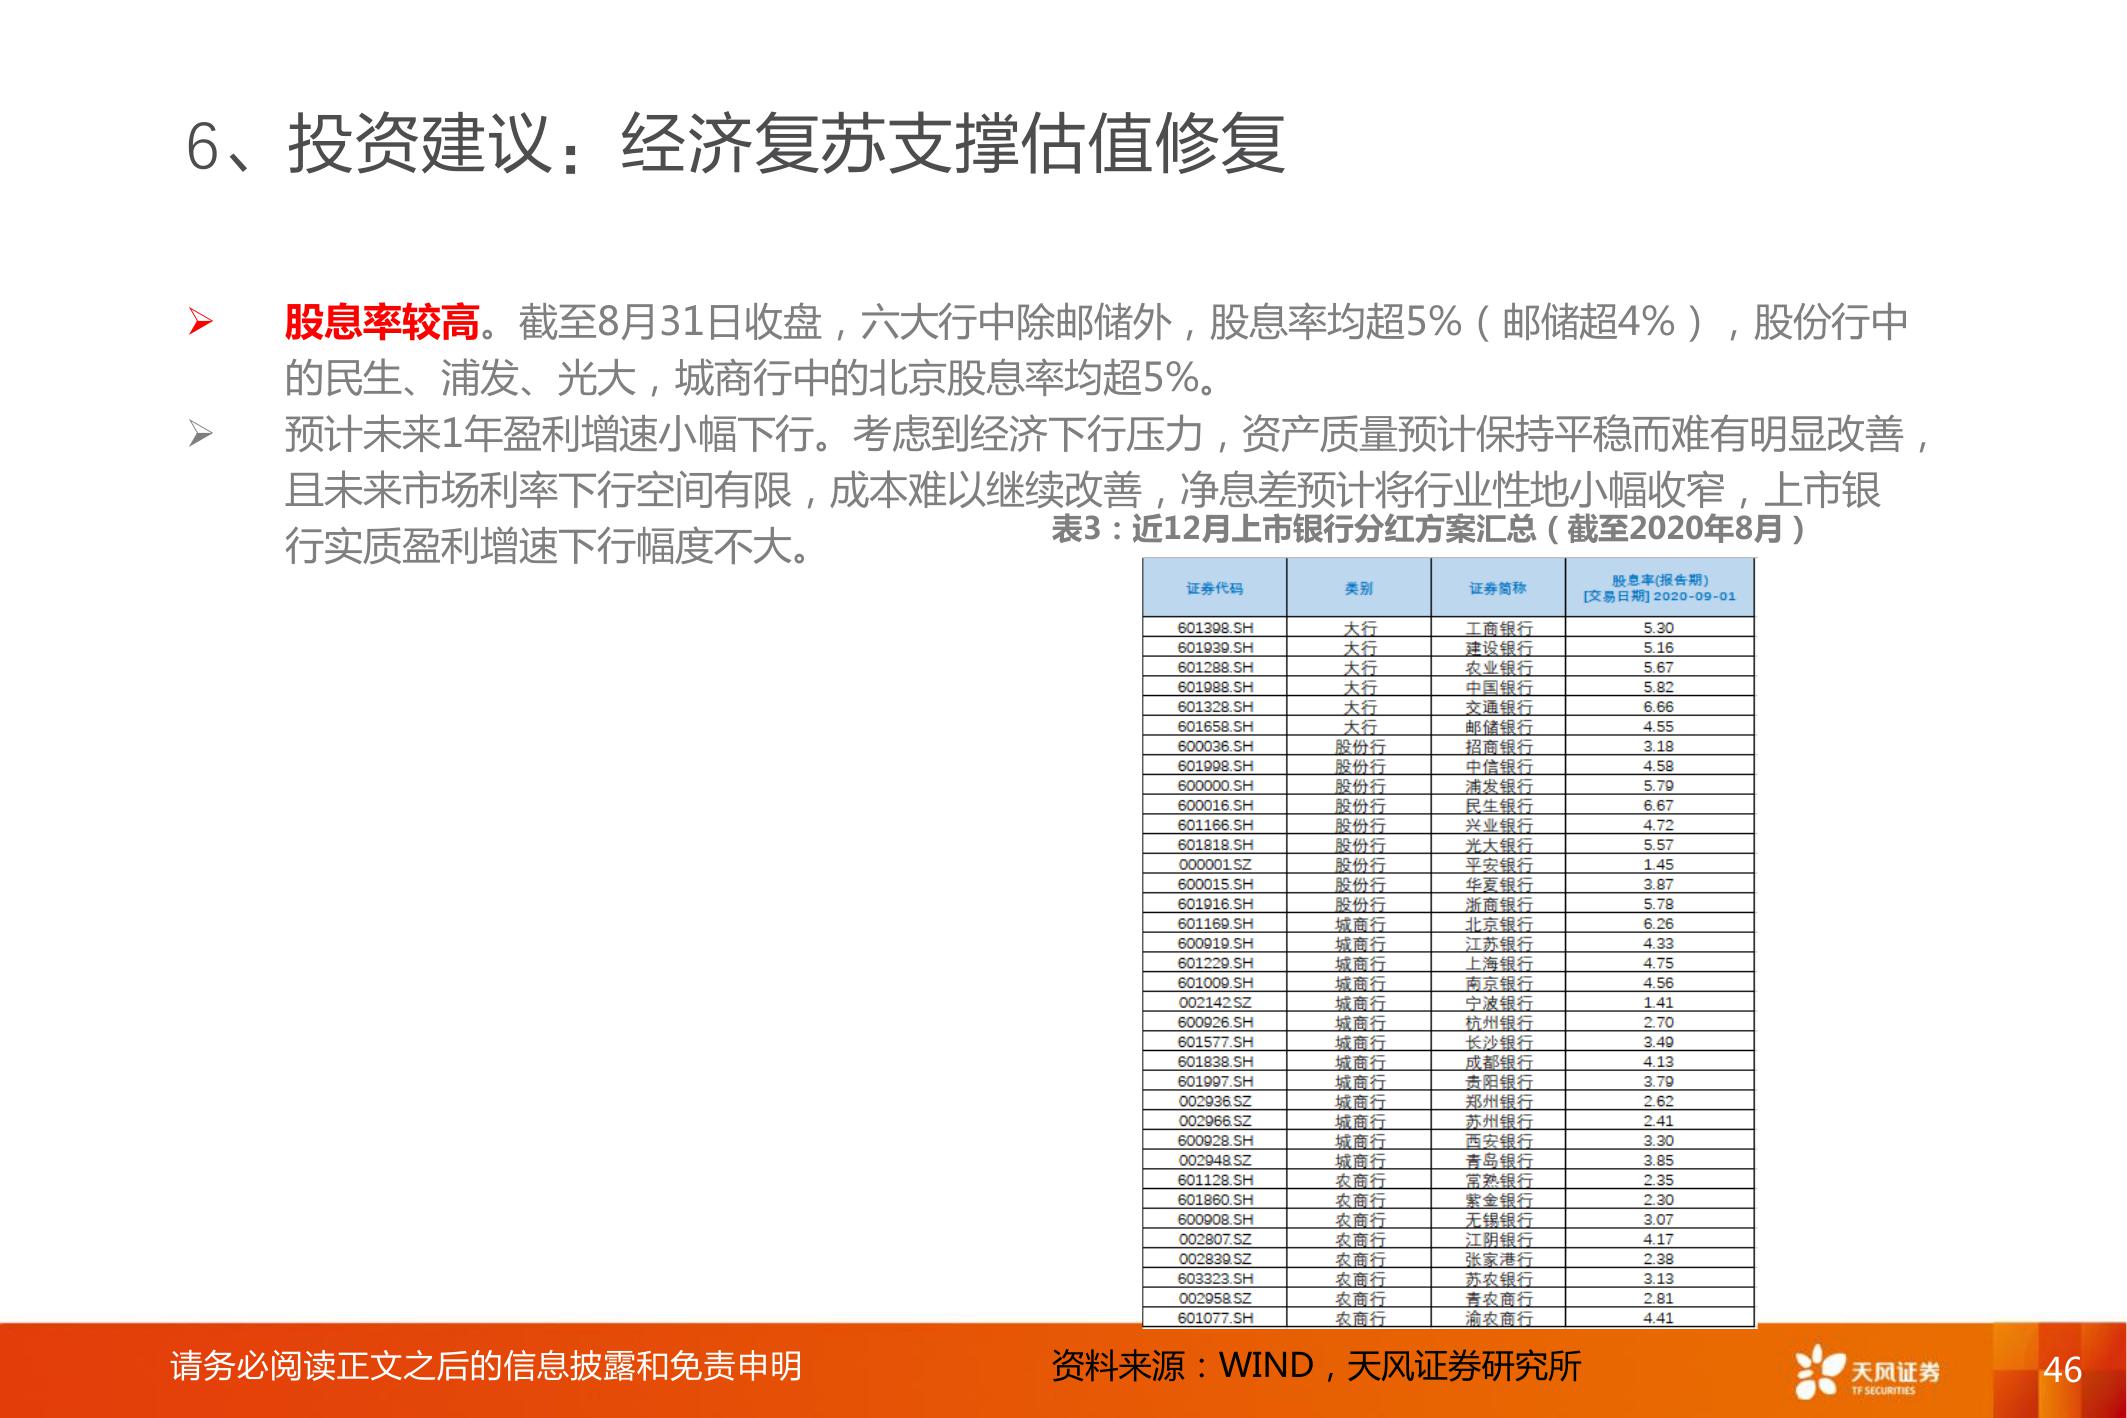 6、投资建议：经济复苏支撑估值修复
➢ 股息率较高。截至8月31日收盘，六大行中除邮储外，股息率均超5%（邮储超4%），股份行中
的民生、浦发、光大，城商行中的北京股息率均超5%。
➢ 预计未来1年盈利增速小幅下行。考虑到经济下行压力，资产质量预计保持平稳而难有明显改善，
且未来市场利率下行空间有限，成本难以继续改善，净息差预计将行业性地小幅收窄，上市银
行实质盈利增速下行幅度不大。
表3：近12月上市银行分红方案汇总（截至2020年8月）
证券代码 类别 证券简称 股息率(报告期)
[交易日期] 2020-09-01
601398.SH 大行 工商银行 5.30
601939.SH 大行 建设银行 5.16
601288.SH 大行 农业银行 5.67
601988.SH 大行 中国银行 5.82
601328.SH 大行 交通银行 6.66
601658.SH 大行 邮储银行 4.55
600036.SH 股份行 招商银行 3.18
601998.SH 股份行 中信银行 4.58
600000.SH 股份行 浦发银行 5.79
600016.SH 股份行 民生银行 6.67
601166.SH 股份行 兴业银行 4.72
601818.SH 股份行 光大银行 5.57
000001.SZ 股份行 平安银行 1.45
600015.SH 股份行 华夏银行 3.87
601916.SH 股份行 浙商银行 5.78
601169.SH 城商行 北京银行 6.26
600919.SH 城商行 江苏银行 4.33
601229.SH 城商行 上海银行 4.75
601009.SH 城商行 南京银行 4.56
002142.SZ 城商行 宁波银行 1.41
600926.SH 城商行 杭州银行 2.70
601577.SH 城商行 长沙银行 3.49
601838.SH 城商行 成都银行 4.13
601997.SH 城商行 贵阳银行 3.79
002936.SZ 城商行 郑州银行 2.62
002966.SZ 城商行 苏州银行 2.41
600928.SH 城商行 西安银行 3.30
002948.SZ 城商行 青岛银行 3.85
601128.SH 农商行 常熟银行 2.35
601860.SH 农商行 紫金银行 2.30
600908.SH 农商行 无锡银行 3.07
002807.SZ 农商行 江阴银行 4.17
002839.SZ 农商行 张家港行 2.38
603323.SH 农商行 苏农银行 3.13
002958.SZ 农商行 青农商行 2.81
601077.SH 农商行 渝农商行 4.41
请务必阅读正文之后的信息披露和免责申明
资料来源：WIND，天风证券研究所
天风证券
TF SECURITIES
46